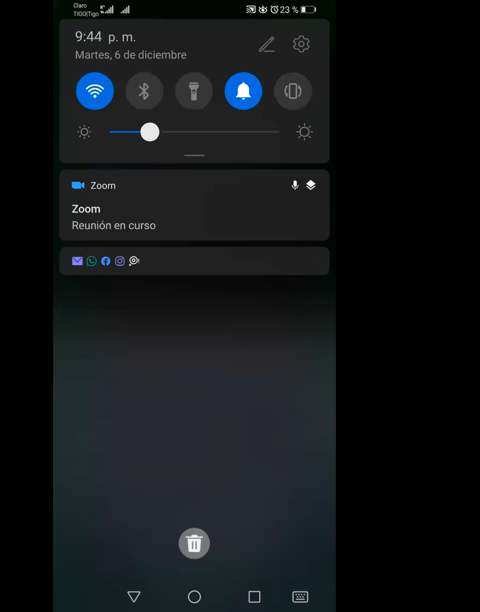 Claro
TIGO|Tigo
23 %
9:44 p. m.
Martes, 6 de diciembre
Zoom
Zoom
Reunión en curso